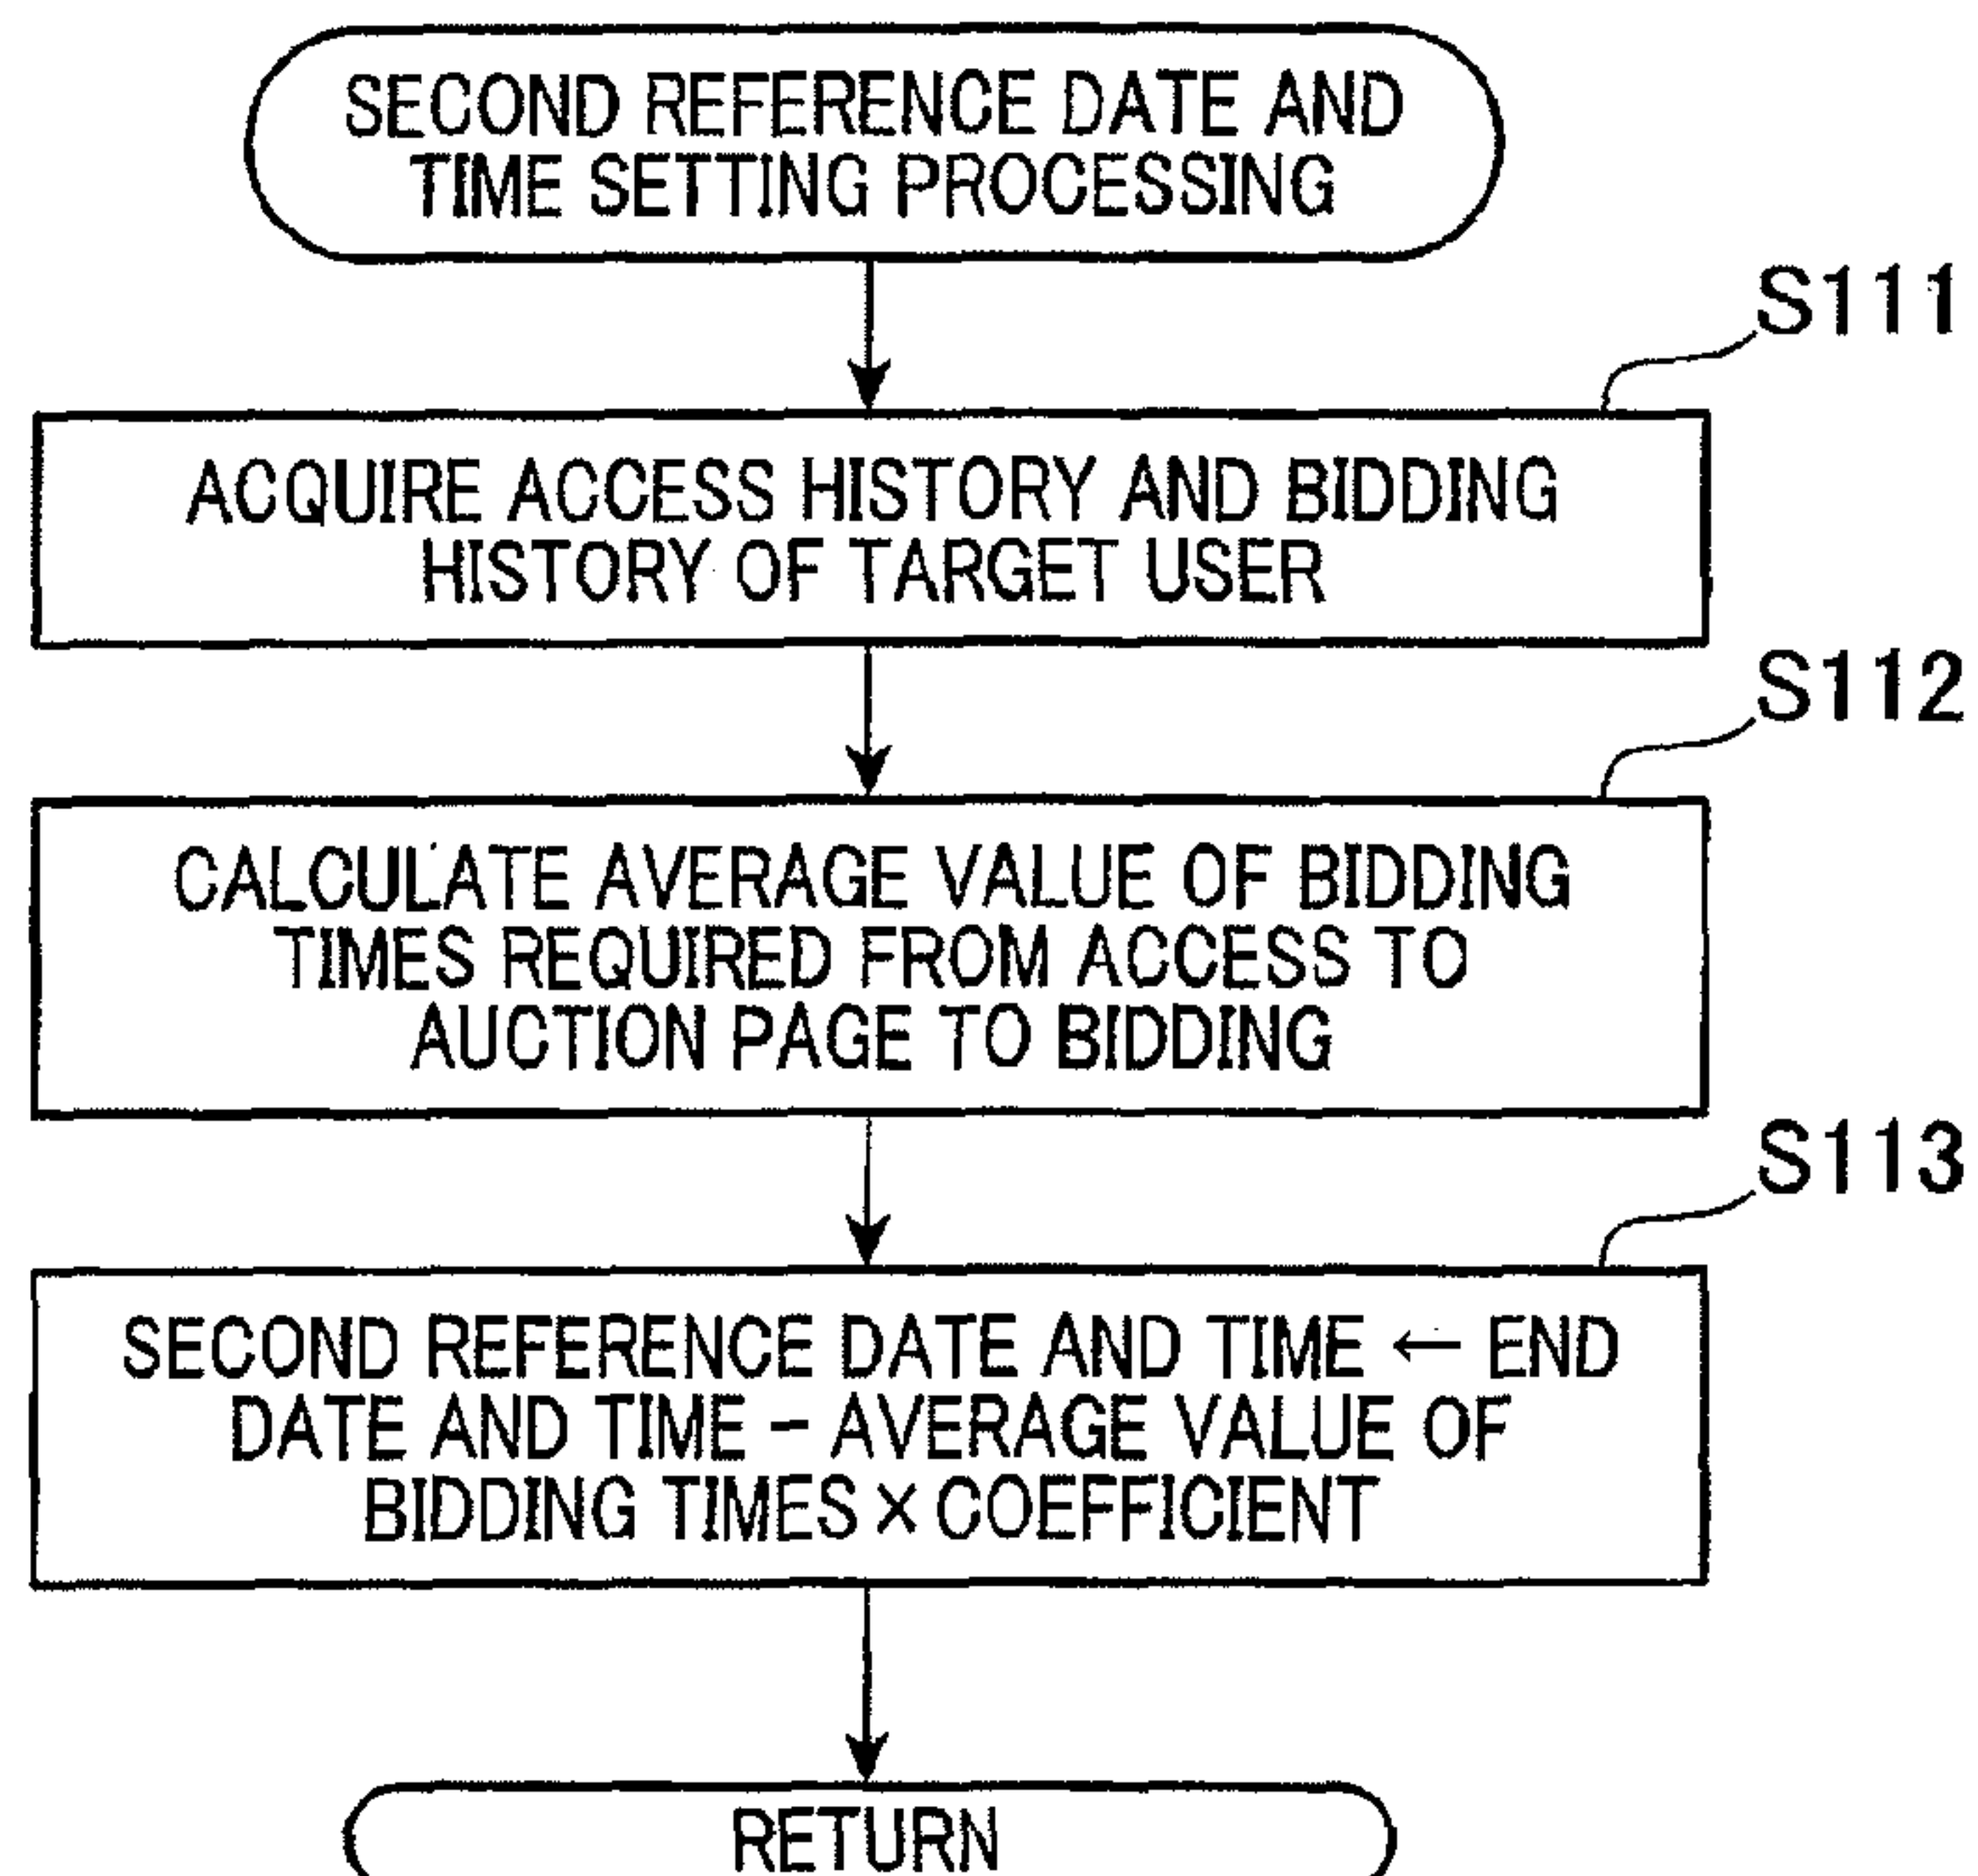 SECOND REFERENCE DATE AND
TIME SETTING PROCESSING
S111
ACQUIRE ACCESS HISTORY AND BIDDING
HISTORY OF TARGET USER
S112
CALCULATE AVERAGE VALUE OF BIDDING
TIMES REQUIRED FROM ACCESS TO
AUCTION PAGE TO BIDDING
S113
SECOND REFERENCE DATE AND TIME ← END
DATE AND TIME - AVERAGE VALUE OF
BIDDING TIMES × COEFFICIENT
RETURN